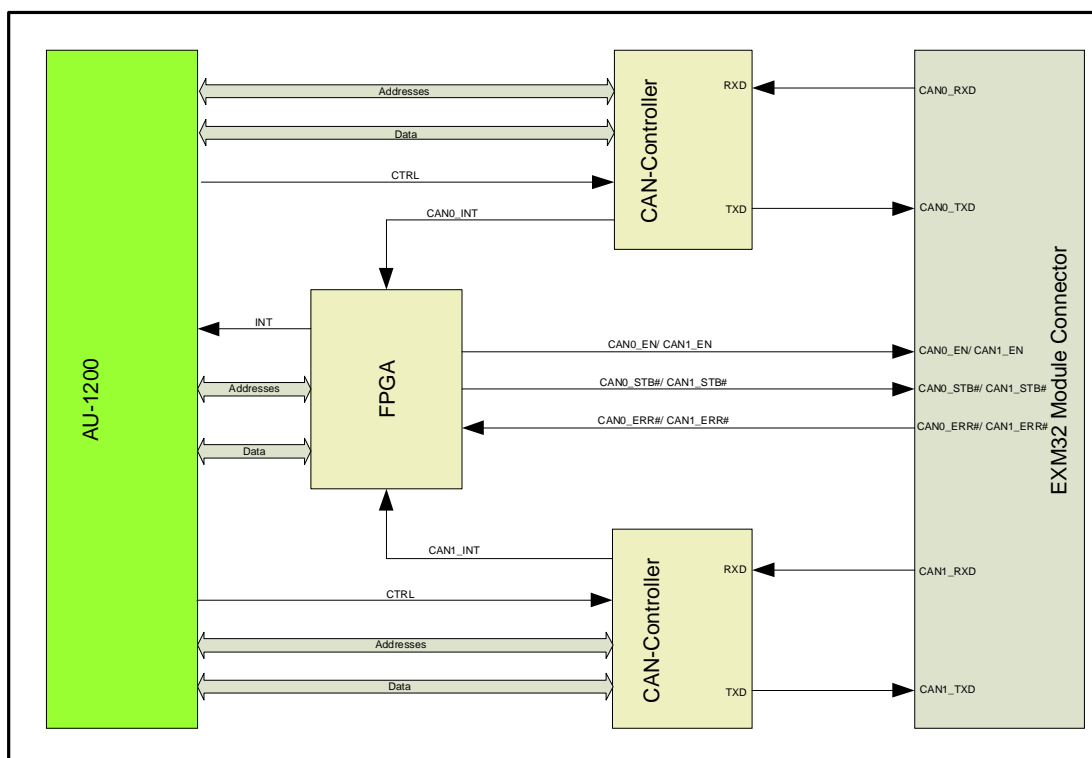 Addresses
RXD
CAN0_RXD
Data
CAN-Controller
CTRL
CAN0_INT
TXD
CAN0_TXD
AU-1200
INT
FPGA
CAN0_EN/ CAN1_EN
CAN0_EN/ CAN1_EN
Addresses
CAN0_STB#/ CAN1_STB#
CAN0_STB#/ CAN1_STB#
CAN0_ERR#/ CAN1_ERR#
CAN0_ERR#/ CAN1_ERR#
Data
EXM32 Module Connector
CAN1_INT
RXD
CAN1_RXD
CTRL
CAN-Controller
Addresses
Data
TXD
CAN1_TXD